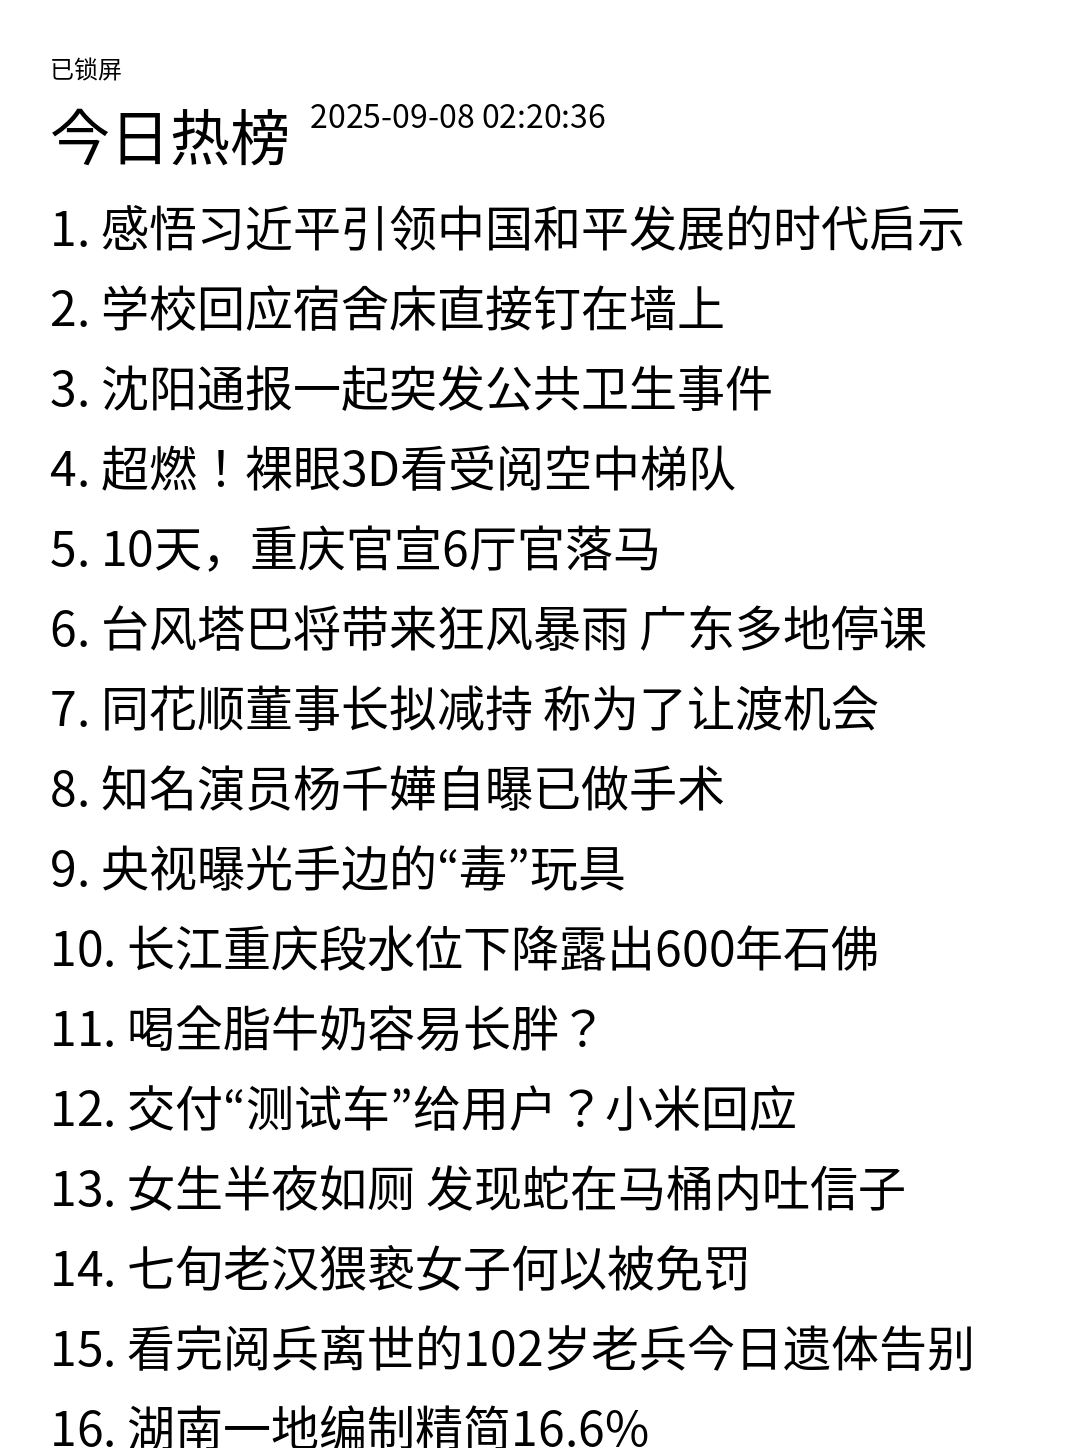 已锁屏
今日热榜 2025-09-08 02:20:36
1. 感悟习近平引领中国和平发展的时代启示
2. 学校回应宿舍床直接钉在墙上
3. 沈阳通报一起突发公共卫生事件
4. 超燃！裸眼3D看受阅空中梯队
5. 10天，重庆官宣6厅官落马
6. 台风塔巴将带来狂风暴雨 广东多地停课
7. 同花顺董事长拟减持 称为了让渡机会
8. 知名演员杨千嬅自曝已做手术
9. 央视曝光手边的“毒”玩具
10. 长江重庆段水位下降露出600年石佛
11. 喝全脂牛奶容易长胖？
12. 交付“测试车”给用户？小米回应
13. 女生半夜如厕 发现蛇在马桶内吐信子
14. 七旬老汉猥亵女子何以被免罚
15. 看完阅兵离世的102岁老兵今日遗体告别
16. 湖南一地编制精简16.6%